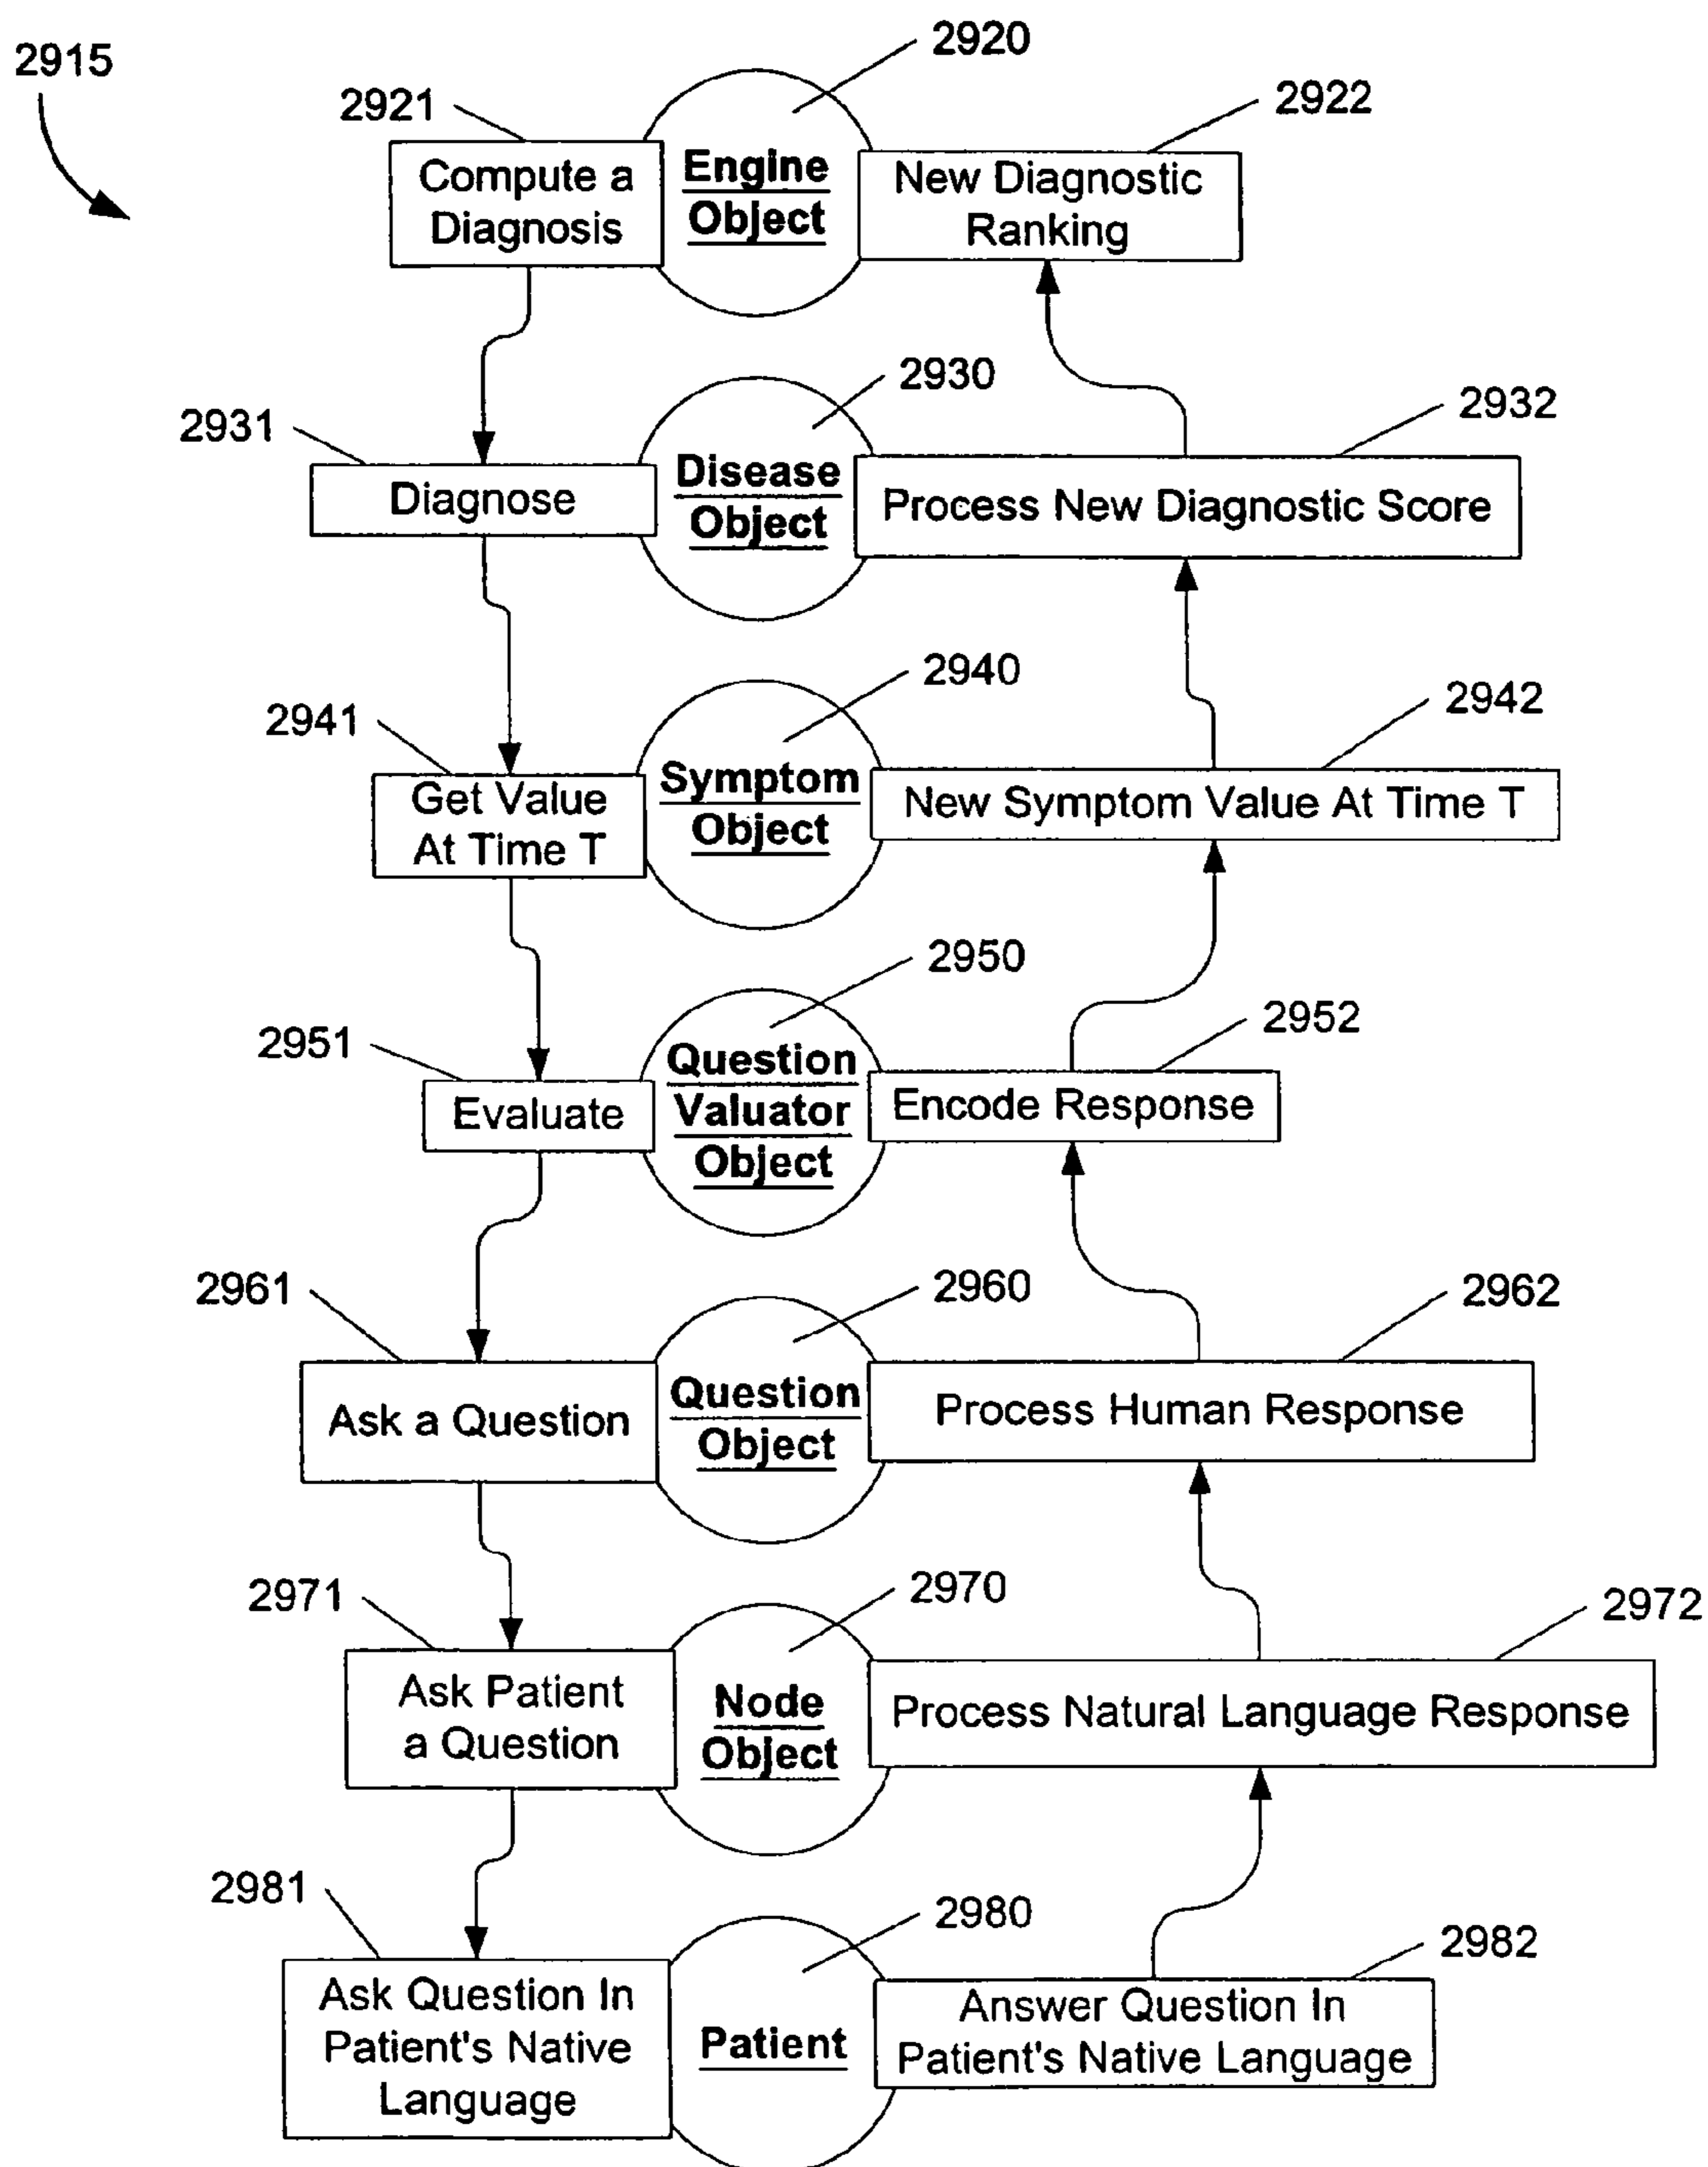 2915
2920
2921
2922
Compute a
Diagnosis
Engine
Object
New Diagnostic
Ranking
2930
2931
2932
Diagnose
Disease
Object
Process New Diagnostic Score
2940
2941
2942
Get Value
At Time T
Symptom
Object
New Symptom Value At Time T
2950
2951
2952
Evaluate
Question
Valuator
Object
Encode Response
2960
2961
2962
Ask a Question
Question
Object
Process Human Response
2970
2971
2972
Ask Patient
a Question
Node
Object
Process Natural Language Response
2980
2981
2982
Ask Question In
Patient's Native
Language
Patient
Answer Question In
Patient's Native Language